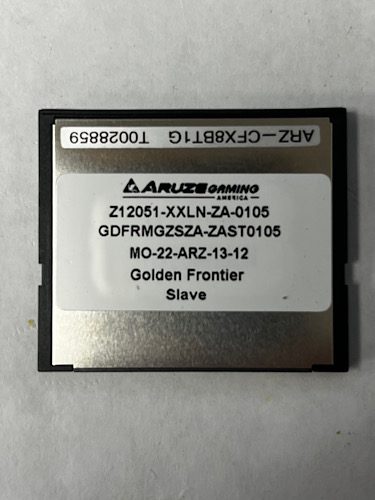 ARZ-CFX8BT1G T0028859
ARUZE GAMING
AMERICA
Z12051-XXLN-ZA-0105
GDFRMGZSZA-ZAST0105
MO-22-ARZ-13-12
Golden Frontier
Slave